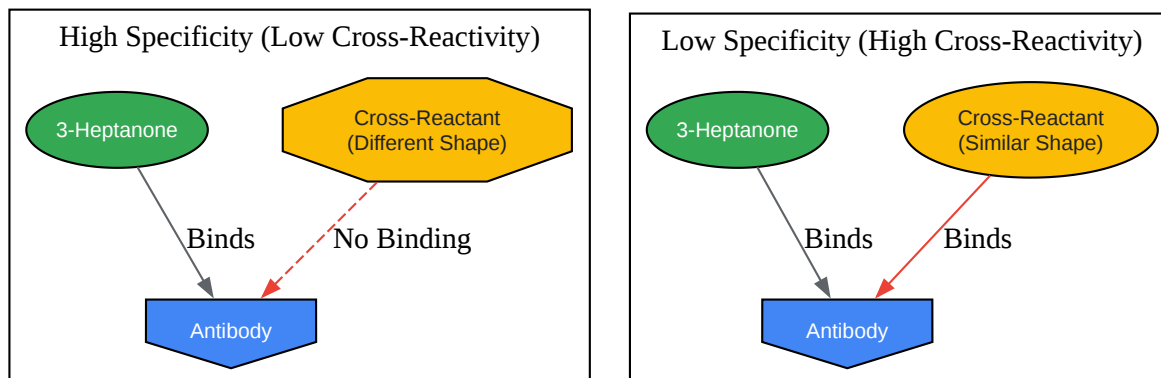 High Specificity (Low Cross-Reactivity)
3-Heptanone
Cross-Reactant
(Different Shape)
Binds
No Binding
Antibody
Low Specificity (High Cross-Reactivity)
3-Heptanone
Cross-Reactant
(Similar Shape)
Binds
Binds
Antibody